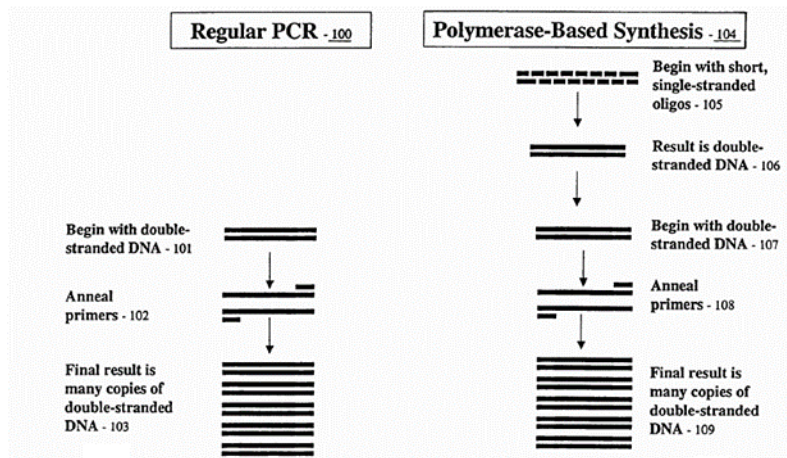 Regular PCR - 100
Polymerase-Based Synthesis - 104
Begin with short,
single-stranded
oligos - 105
Result is double-
stranded DNA - 106
Begin with double-
stranded DNA - 101
Begin with double-
stranded DNA - 107
Anneal
primers - 102
Anneal
primers - 108
Final result is
many copies of
double-stranded
DNA - 103
Final result is
many copies of
double-stranded
DNA - 109